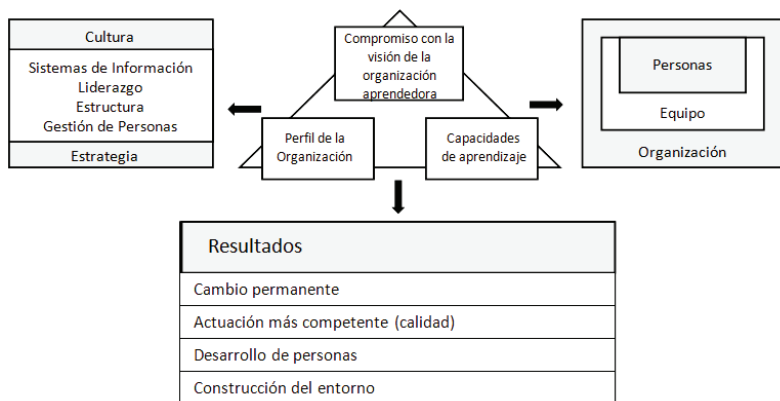 Cultura
Sistemas de Información
Liderazgo
Estructura
Gestión de Personas
Estrategia
Compromiso con la
visión de la
organización
aprendedora
Perfil de la
Organización
Capacidades
de aprendizaje
Personas
Equipo
Organización
Resultados
Cambio permanente
Actuación más competente (calidad)
Desarrollo de personas
Construcción del entorno